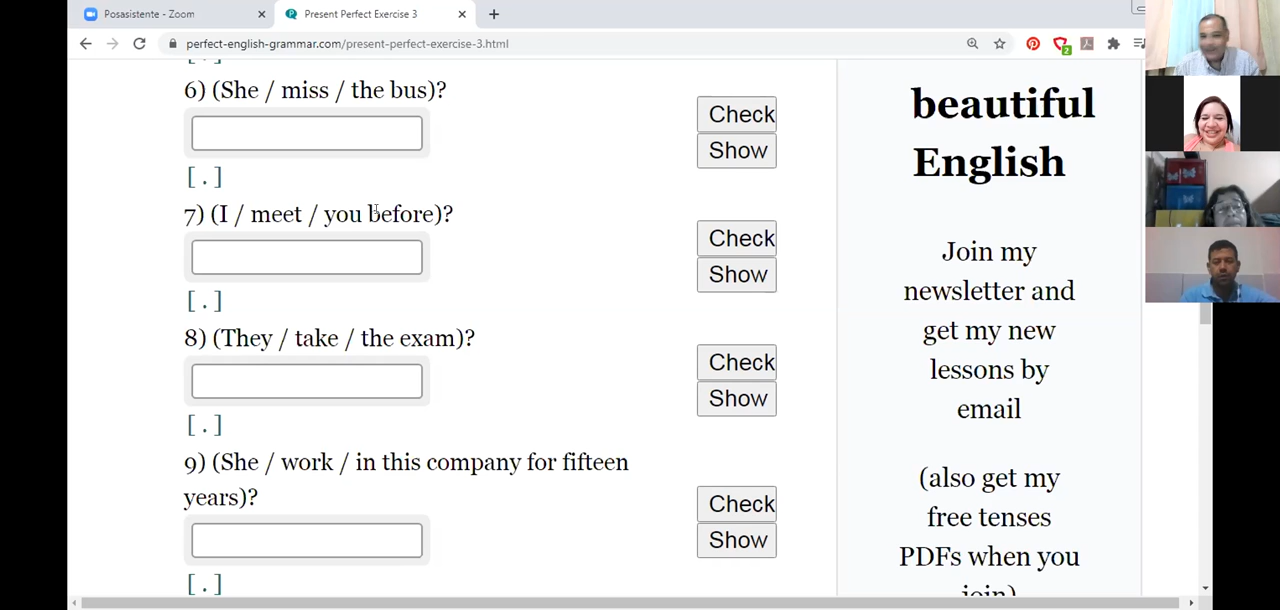 Posasistente - Zoom
Present Perfect Exercise 3
perfect-english-grammar.com/present-perfect-exercise-3.html
2
6) (She / miss / the bus)?
Check
Show
[ . ]
7) (I / meet / you before)?
Check
Show
[ . ]
8) (They / take / the exam)?
Check
Show
[ . ]
9) (She / work / in this company for fifteen
years)?
Check
Show
[ . ]
beautiful
English
Join my
newsletter and
get my new
lessons by
email
(also get my
free tenses
PDFs when you
join)